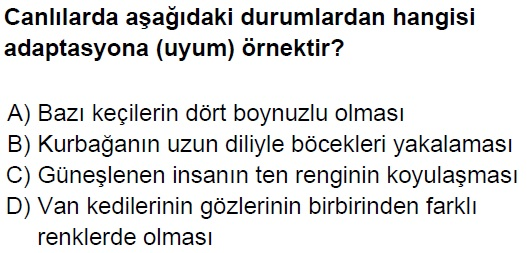 Canlılarda aşağıdaki durumlardan hangisi
adaptasyona (uyum) örnektir?
A) Bazı keçilerin dört boynuzlu olması
B) Kurbağanın uzun diliyle böcekleri yakalaması
C) Güneşlenen insanın ten renginin koyulaşması
D) Van kedilerinin gözlerinin birbirinden farklı
renklerde olması